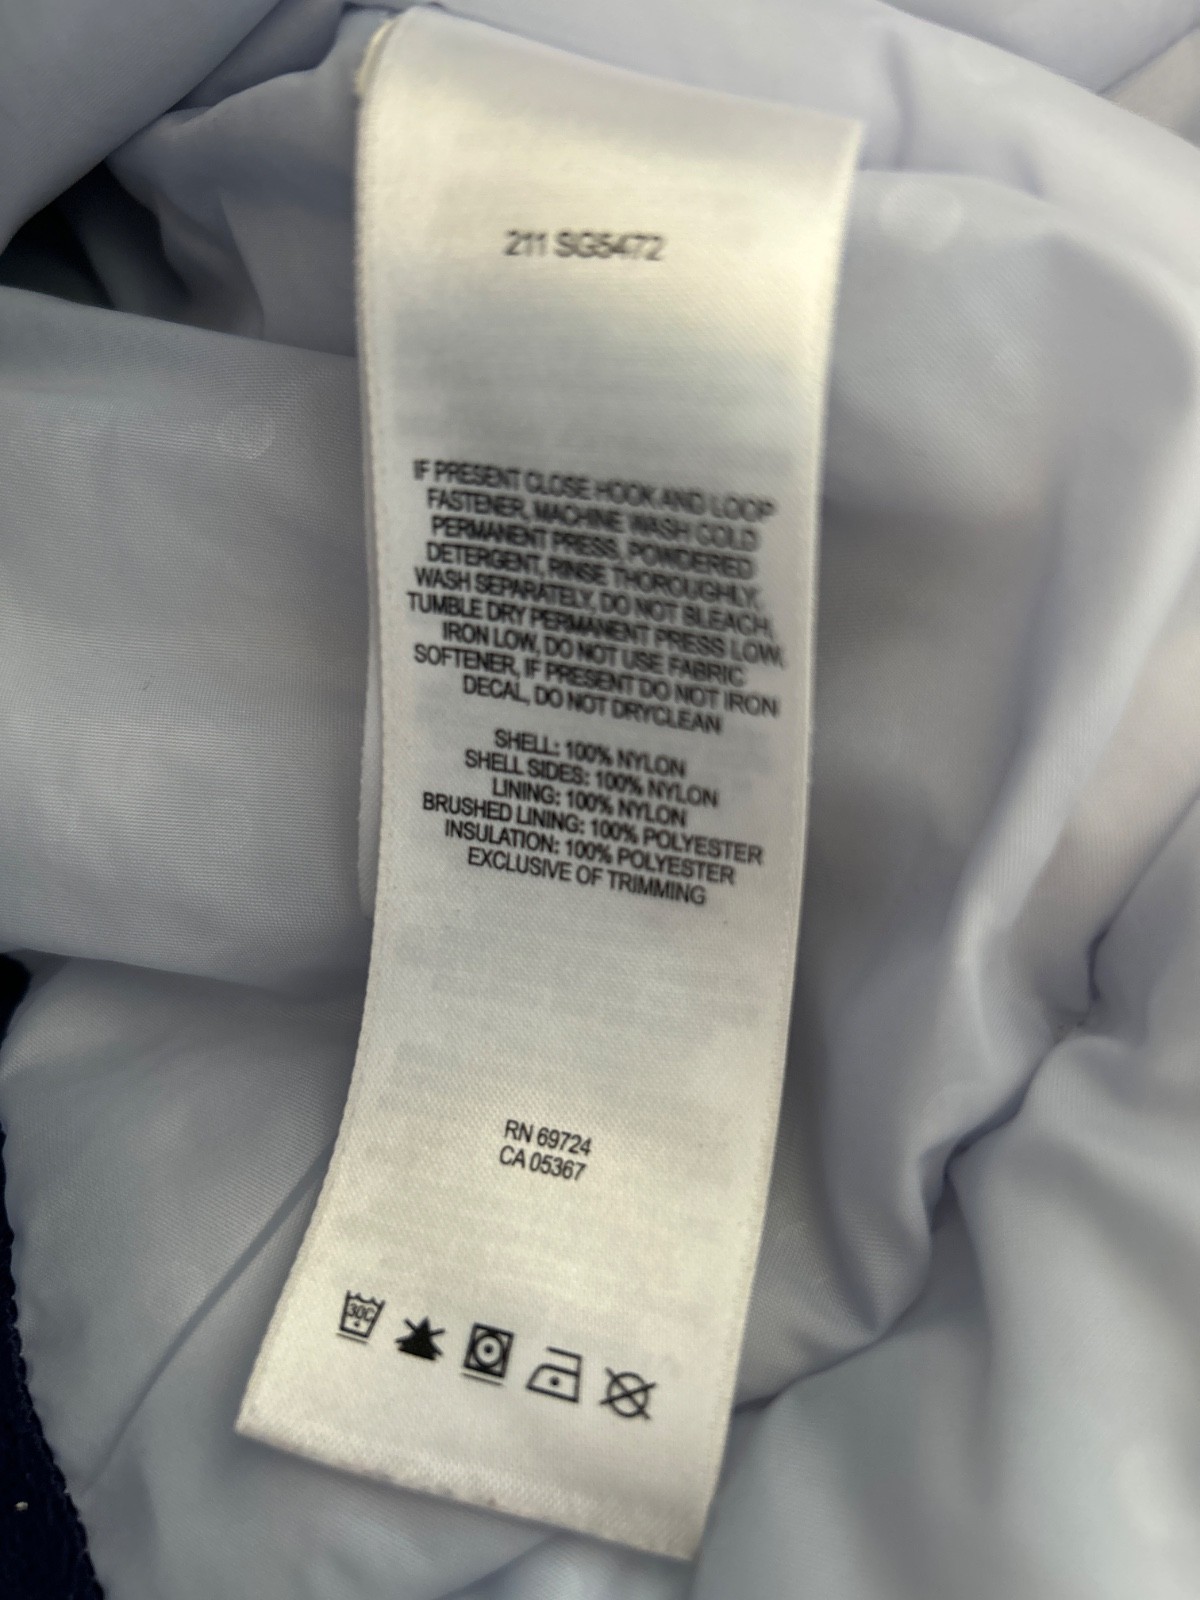 211 SG5472
IF PRESENT CLOSE HOOK AND LOOP
FASTENER, MACHINE WASH COLD
PERMANENT PRESS, POWDERED
DETERGENT, RINSE THOROUGHLY,
WASH SEPARATELY, DO NOT BLEACH,
TUMBLE DRY PERMANENT PRESS LOW,
IRON LOW, DO NOT USE FABRIC
SOFTENER, IF PRESENT DO NOT IRON
DECAL, DO NOT DRYCLEAN
SHELL: 100% NYLON
SHELL SIDES: 100% NYLON
LINING: 100% NYLON
BRUSHED LINING: 100% POLYESTER
INSULATION: 100% POLYESTER
EXCLUSIVE OF TRIMMING
RN 69724
CA 05367
30C